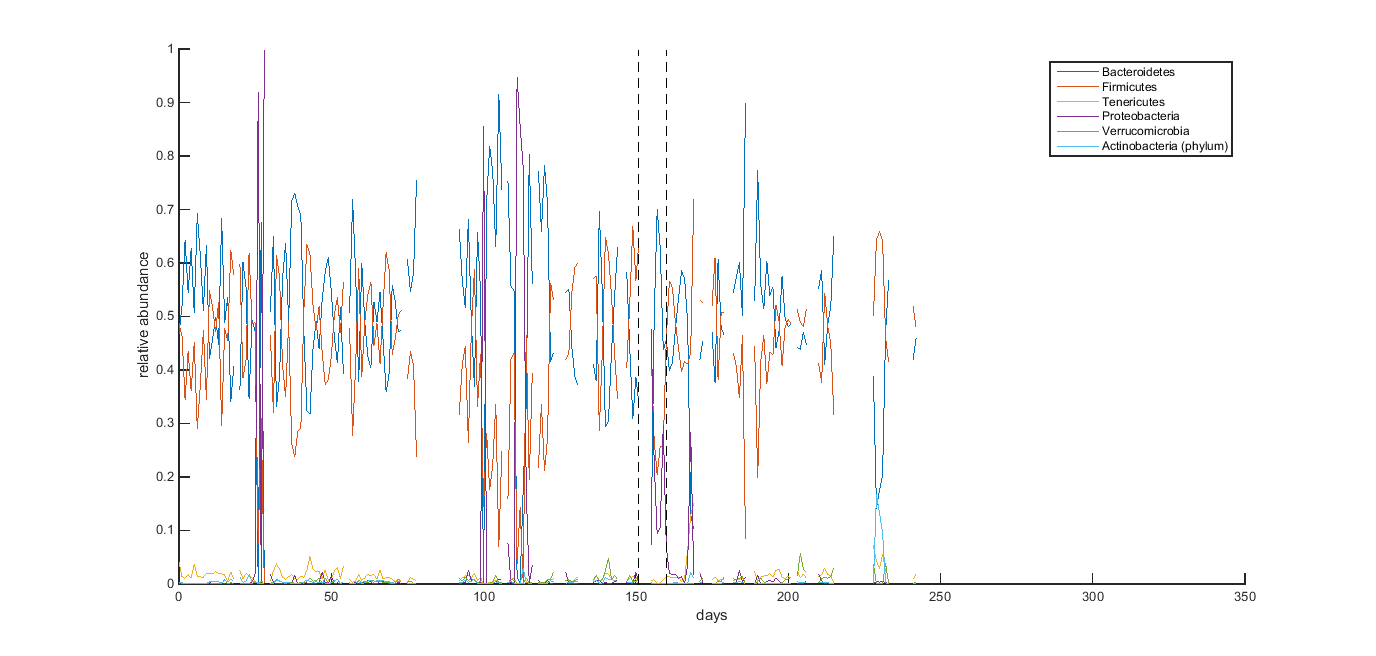 1
0.9
0.8
0.7
0.6
0.5
0.4
0.3
0.2
0.1
0
relative abundance
0 50 100 150 200 250 300 350
days
Bacteroidetes
Firmicutes
Tenericutes
Proteobacteria
Verrucomicrobia
Actinobacteria (phylum)